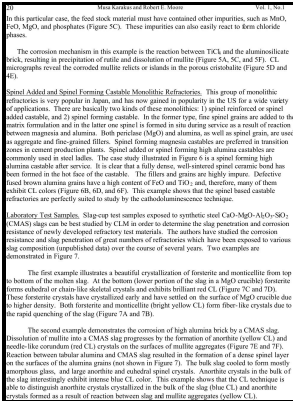 20 Musa Karakus and Robert E. Moore Vol. 1, No.1
In this particular case, the feed stock material must have contained other impurities, such as MnO,
FeO, MgO, and phosphates (Figure 5C). These impurities can also easily react to form chloride
phases.
The corrosion mechanism in this example is the reaction between TiCl₄ and the aluminosilicate
brick, resulting in precipitation of rutile and dissolution of mullite (Figure 5A, 5C, and 5F). CL
micrographs reveal the corroded mullite relicts or islands in the porous cristobalite (Figure 5D and
4E).
Spinel Added and Spinel Forming Castable Monolithic Refractories. This group of monolithic
refractories is very popular in Japan, and has now gained in popularity in the US for a wide variety
of applications. There are basically two kinds of these monolithics: 1) spinel reinforced or spinel
added castable, and 2) spinel forming castable. In the former type, fine spinel grains are added to the
matrix formulation and in the latter one spinel is formed in situ during service as a result of reaction
between magnesia and alumina. Both periclase (MgO) and alumina, as well as spinel grain, are used
as aggregate and fine-grained fillers. Spinel forming magnesia castables are preferred in transition
zones in cement production plants. Spinel added or spinel forming high alumina castables are
commonly used in steel ladles. The case study illustrated in Figure 6 is a spinel forming high
alumina castable after service. It is clear that a fully dense, well-intersized spinel ceramic bond has
been formed in the hot face of the castable. The fillers and grains are highly impure. Defective
fused brown alumina grains have a high content of FeO and TiO₂ and, therefore, many of them
exhibit CL colors (Figure 6B, 6D, and 6F). This example shows that the spinel based castable
refractories are perfectly suited to study by the cathodoluminescence technique.
Laboratory Test Samples. Slag-cup test samples exposed to synthetic steel CaO-MgO-Al₂O₃-SiO₂
(CMAS) slags can be best studied by CLM in order to determine the slag penetration and corrosion
resistance of newly developed refractory test materials. The authors have studied the corrosion
resistance and slag penetration of great numbers of refractories which have been exposed to various
slag composition (unpublished data) over the course of several years. Two examples are
demonstrated in Figure 7.
The first example illustrates a beautiful crystallization of forsterite and monticellite from top
to bottom of the molten slag. At the bottom (lower portion of the slag in a MgO crucible) forsterite
forms euhedral or chain-like skeletal crystals and exhibits brilliant red CL (Figure 7C and 7D).
These forsterite crystals have crystallized early and have settled on the surface of MgO crucible due
to higher density. Both forsterite and monticellite (bright yellow CL) form fiber-like crystals due to
the rapid quenching of the slag (Figure 7A and 7B).
The second example demonstrates the corrosion of high alumina brick by a CMAS slag.
Dissolution of mullite into a CMAS slag progresses by the formation of anorthite (yellow CL) and
needle-like corundum (red CL) crystals on the surfaces of mullite aggregates (Figure 7E and 7F).
Reaction between tabular alumina and CMAS slag resulted in the formation of a dense spinel layer
on the surfaces of the alumina grains (not shown in Figure 7). The bulk slag cooled to form mostly
amorphous glass, and large anorthite and euhedral spinel crystals. Anorthite crystals in the bulk of
the slag interestingly exhibit intense blue CL color. This example shows that the CL technique is
able to distinguish anorthite crystals crystallized in the bulk of the slag (blue CL) and anorthite
crystals formed as a result of reaction between slag and mullite aggregates (yellow CL).